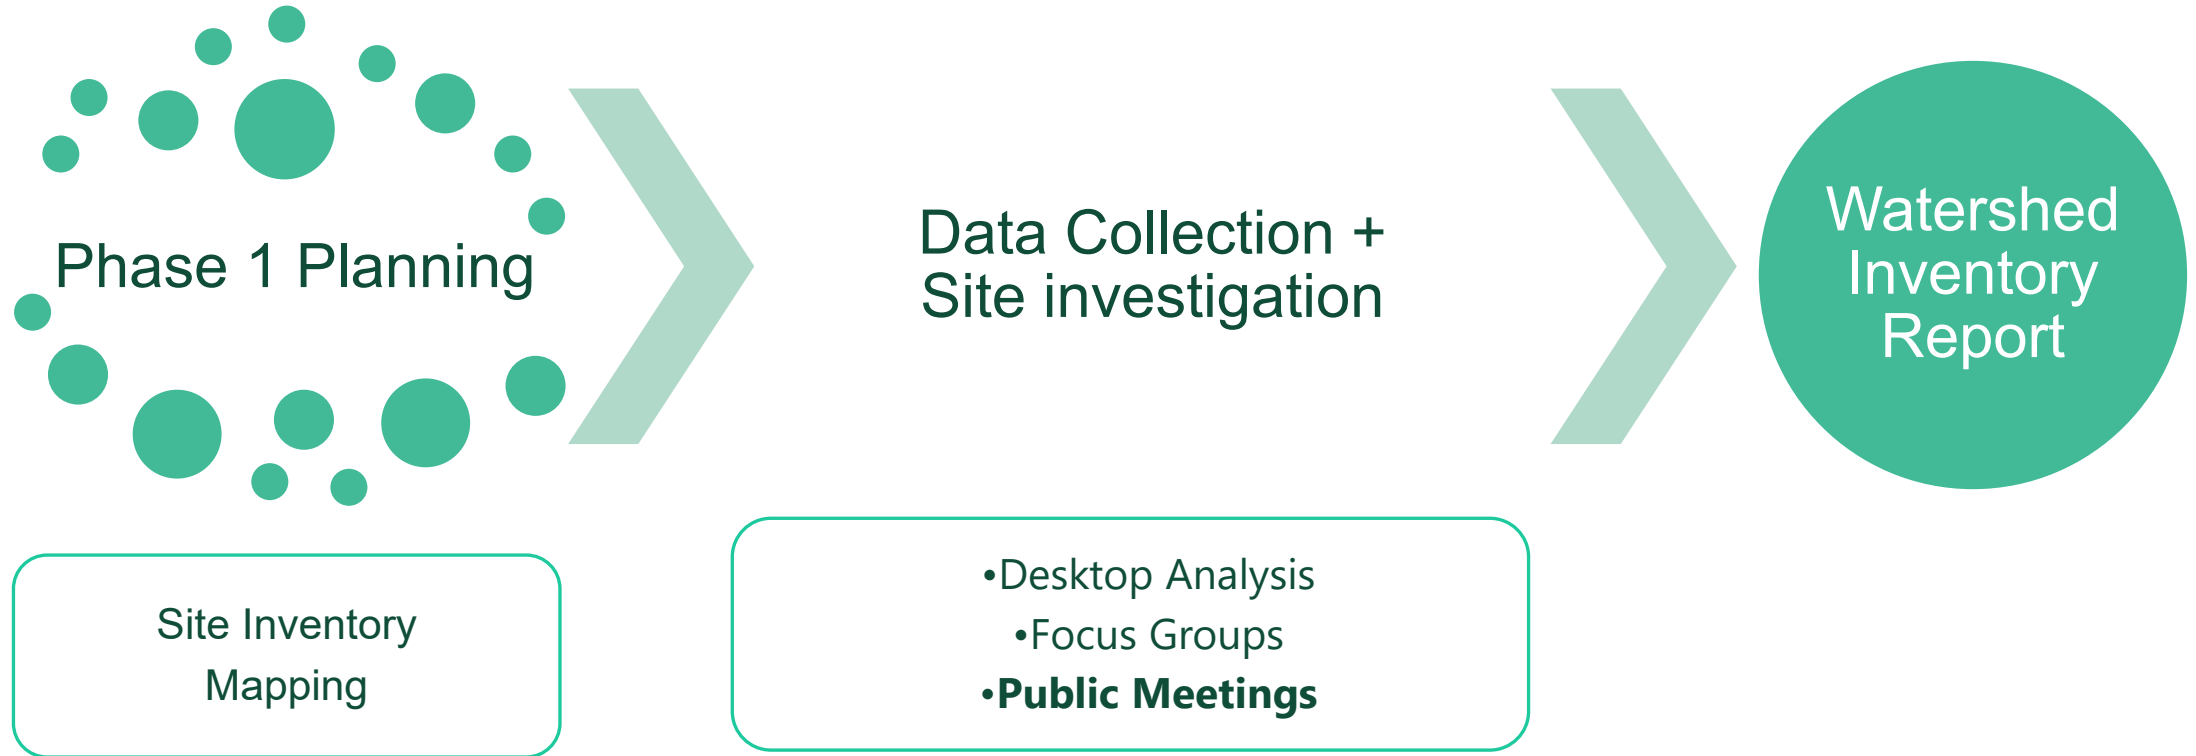 Phase 1 Planning
Data Collection +
Site investigation
Watershed
Inventory
Report
Site Inventory
Mapping
•Desktop Analysis
•Focus Groups
•Public Meetings